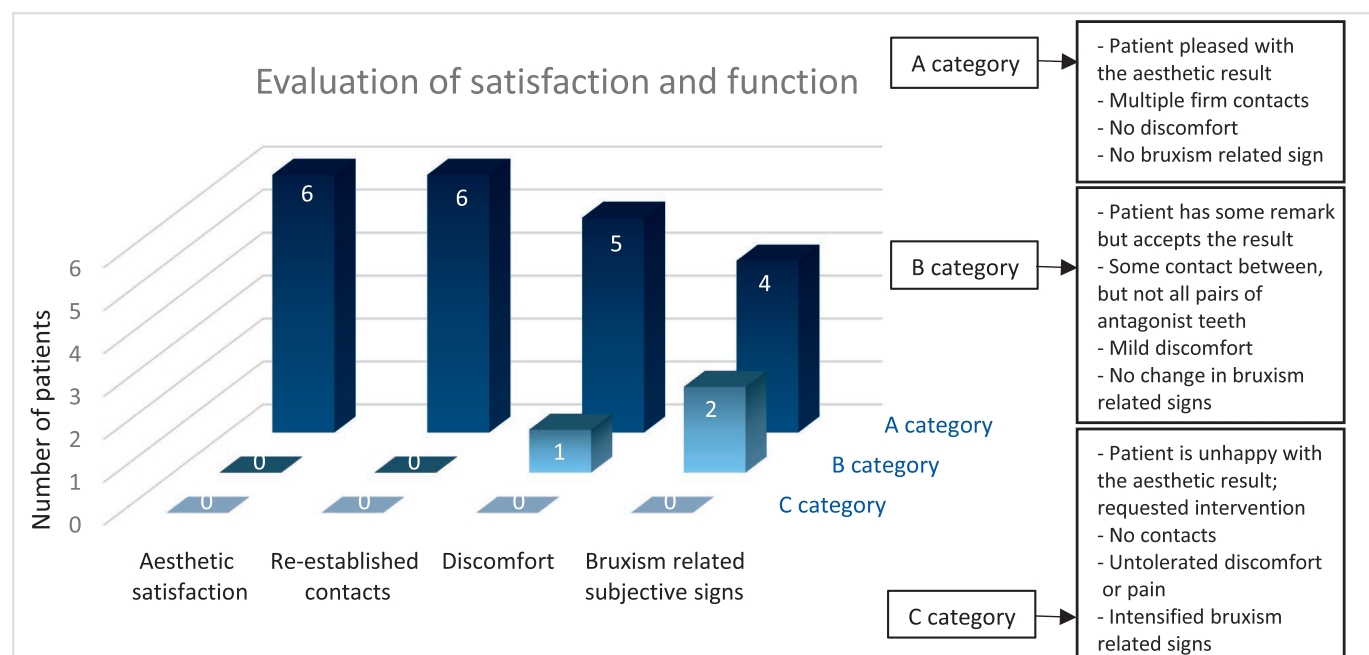 Evaluation of satisfaction and function
Number of patients
6
5
4
3
2
1
0
6
6
5
4
0
0
1
2
0
0
0
0
A category
B category
C category
Aesthetic
satisfaction
Re-established
contacts
Discomfort
Bruxism related
subjective signs
A category
- Patient pleased with
the aesthetic result
- Multiple firm contacts
- No discomfort
- No bruxism related sign
B category
- Patient has some remark
but accepts the result
- Some contact between,
but not all pairs of
antagonist teeth
- Mild discomfort
- No change in bruxism
related signs
C category
- Patient is unhappy with
the aesthetic result;
requested intervention
- No contacts
- Untolerated discomfort
or pain
- Intensified bruxism
related signs